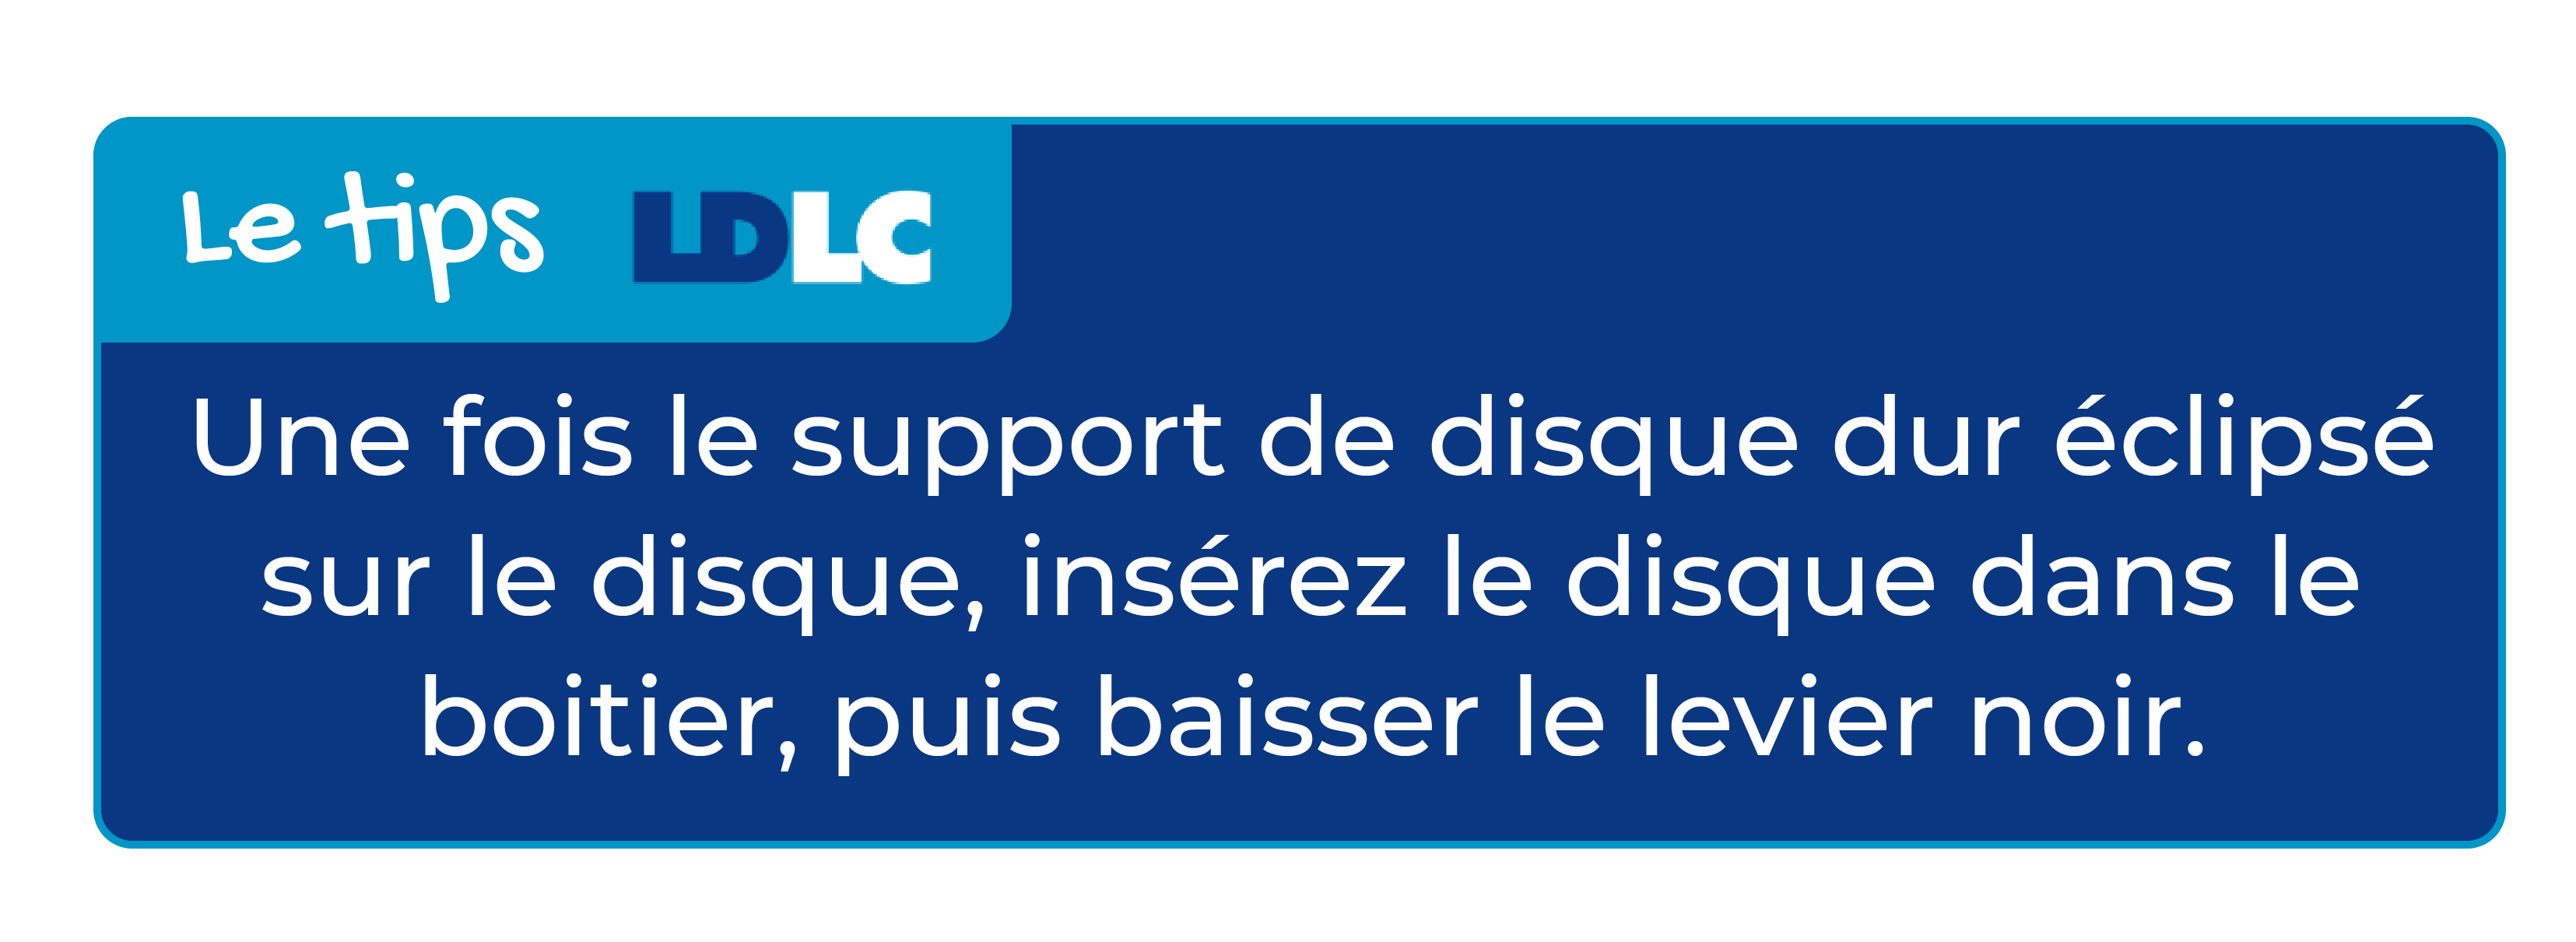 Le tips LDLC
Une fois le support de disque dur éclipsé
sur le disque, insérez le disque dans le
boitier, puis baisser le levier noir.